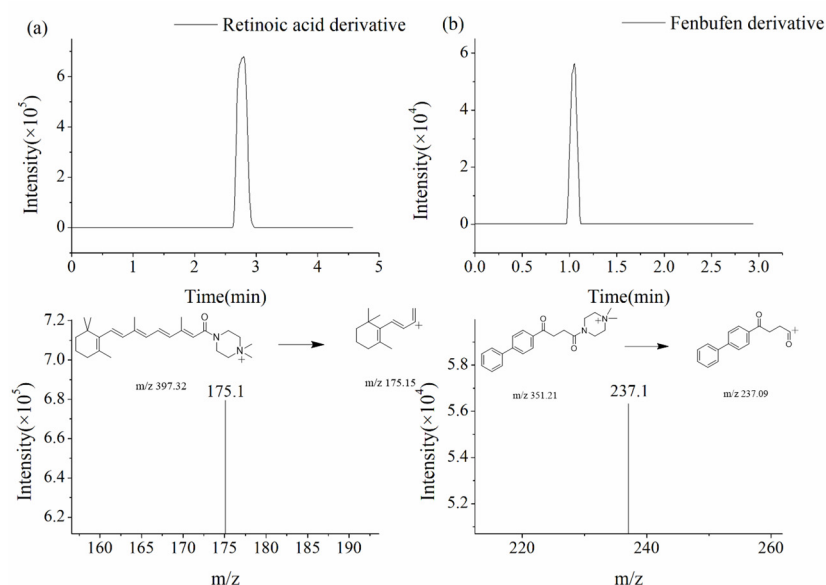 (a)
Retinoic acid derivative
Intensity(×10⁵)
6
4
2
0
0 1 2 3 4 5
Time(min)
(b)
Fenbufen derivative
Intensity(×10⁴)
6
4
2
0
0.0 0.5 1.0 1.5 2.0 2.5 3.0
Time(min)
Intensity(×10⁵)
7.2
7.0
6.8
6.6
6.4
6.2
O
N
N
+
m/z 397.32
+
m/z 175.15
175.1
160 165 170 175 180 185 190
m/z
Intensity(×10⁴)
5.8
5.6
5.4
5.2
O
O
N
N
+
m/z 351.21
O
O
+
m/z 237.09
237.1
220 240 260
m/z